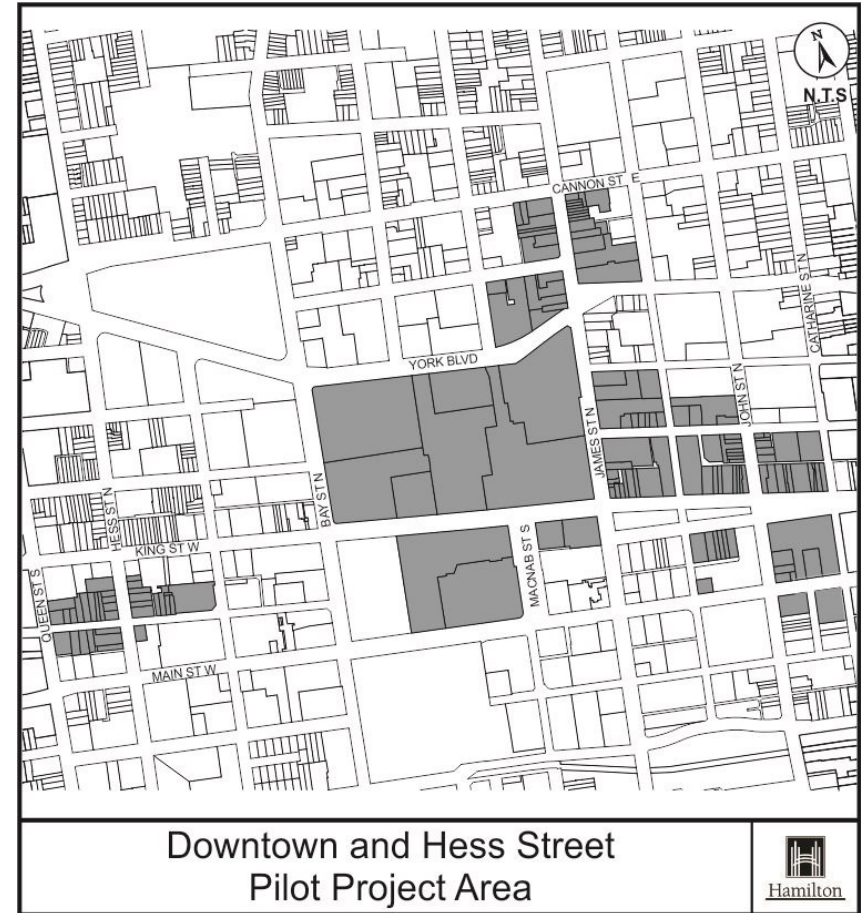 N
N.T.S
CANNON ST E
CATHARINE ST N
YORK BLVD
JOHN ST N
JAMES ST N
BAY ST N
HESS ST N
KING ST W
MACNAB ST S
QUEEN ST S
MAIN ST W
Downtown and Hess Street
Pilot Project Area
Hamilton